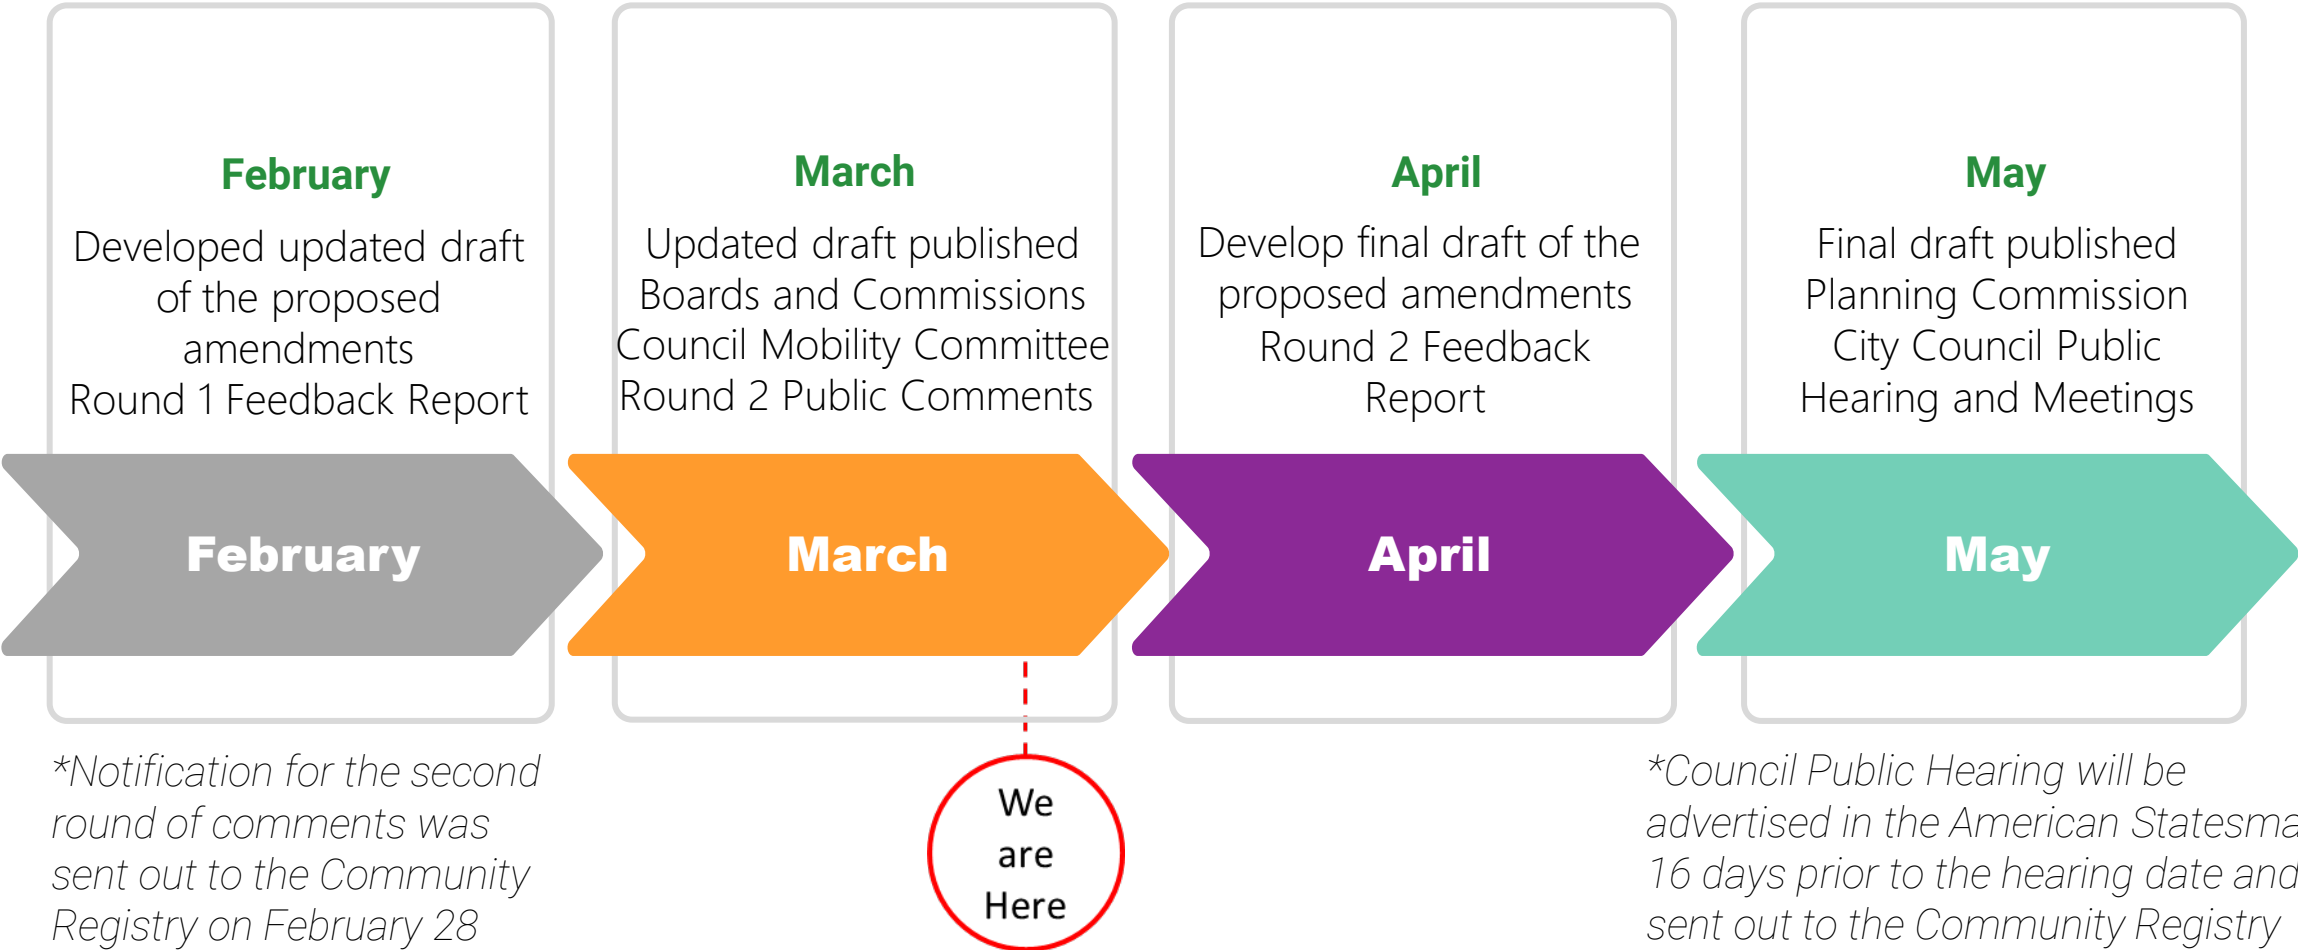 February
Developed updated draft
of the proposed
amendments
Round 1 Feedback Report
March
Updated draft published
Boards and Commissions
Council Mobility Committee
Round 2 Public Comments
April
Develop final draft of the
proposed amendments
Round 2 Feedback
Report
May
Final draft published
Planning Commission
City Council Public
Hearing and Meetings
February
March
April
May
*Notification for the second
round of comments was
sent out to the Community
Registry on February 28
We
are
Here
*Council Public Hearing will be
advertised in the American Statesma
16 days prior to the hearing date and
sent out to the Community Registry